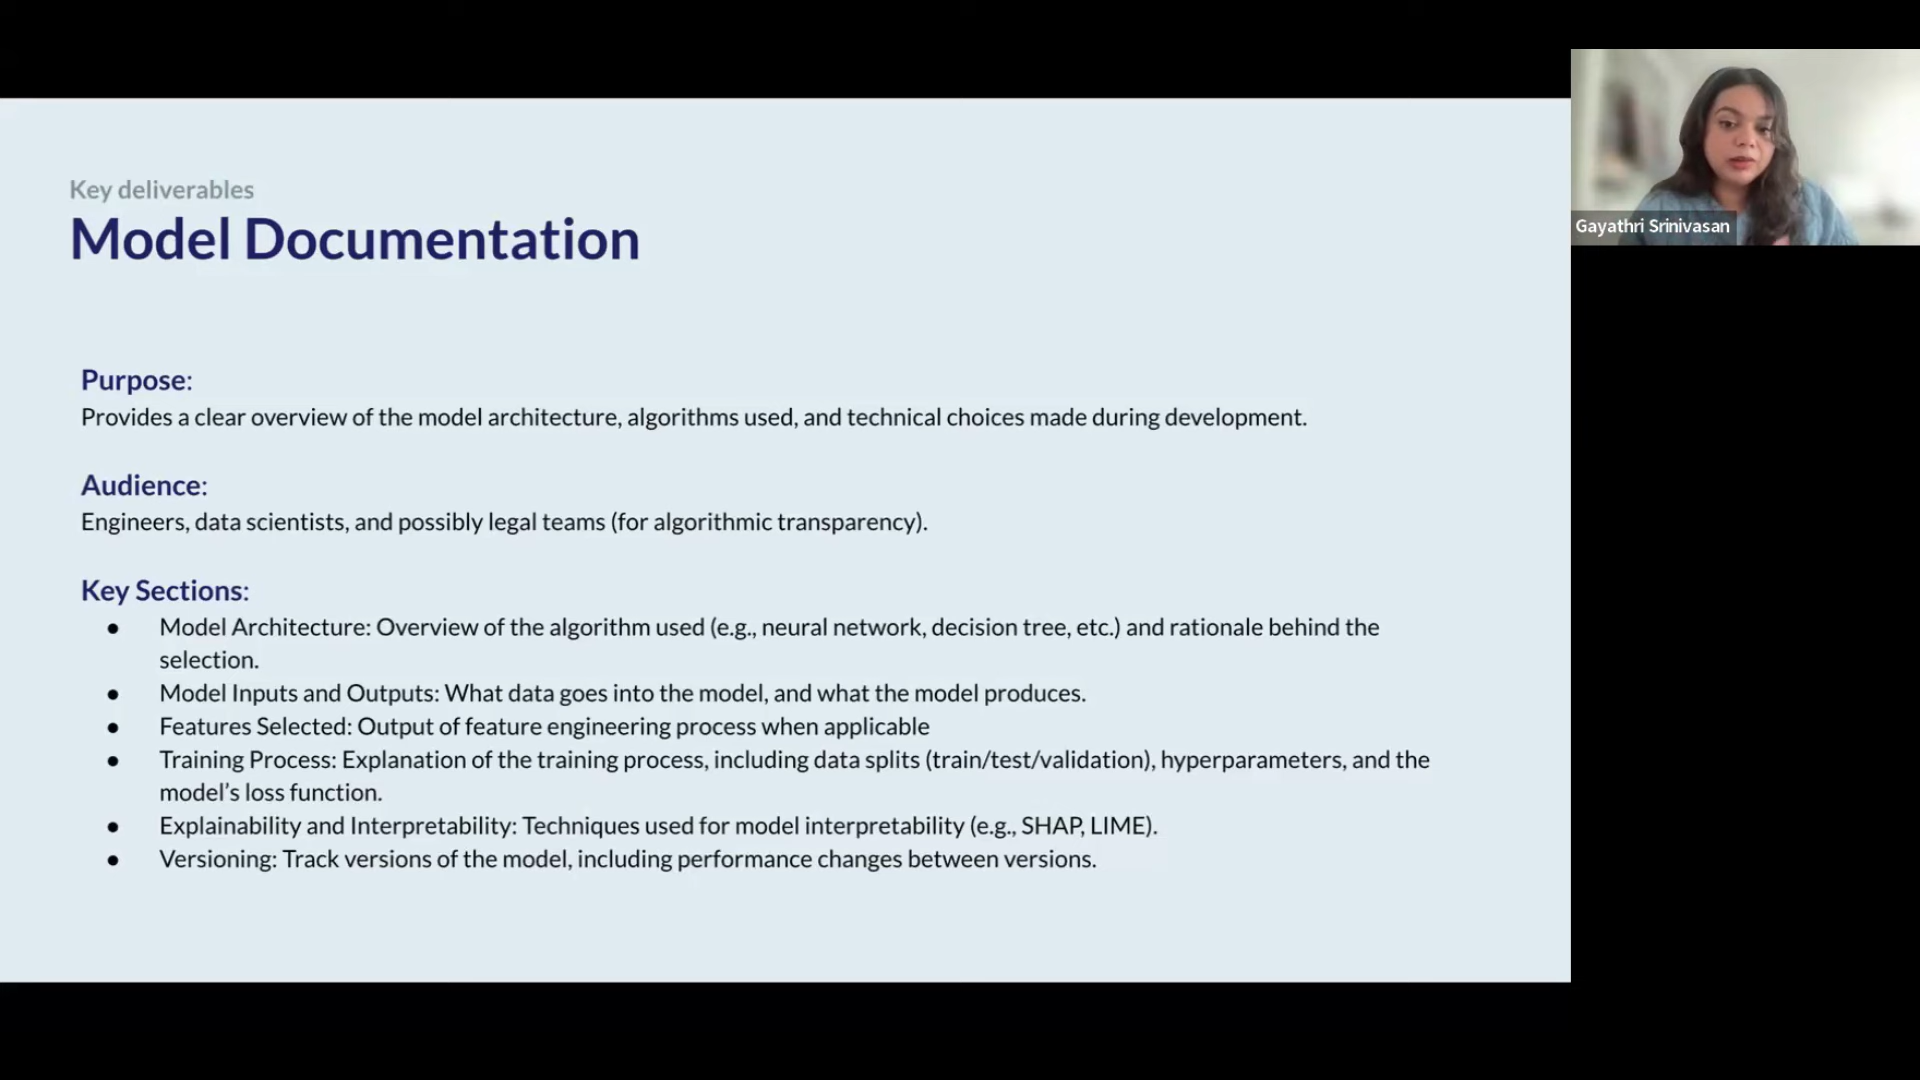 Key deliverables
Model Documentation
Gayathri Srinivasan
Purpose:
Provides a clear overview of the model architecture, algorithms used, and technical choices made during development.
Audience:
Engineers, data scientists, and possibly legal teams (for algorithmic transparency).
Key Sections:
● Model Architecture: Overview of the algorithm used (e.g., neural network, decision tree, etc.) and rationale behind the
selection.
● Model Inputs and Outputs: What data goes into the model, and what the model produces.
● Features Selected: Output of feature engineering process when applicable
● Training Process: Explanation of the training process, including data splits (train/test/validation), hyperparameters, and the
model’s loss function.
● Explainability and Interpretability: Techniques used for model interpretability (e.g., SHAP, LIME).
● Versioning: Track versions of the model, including performance changes between versions.